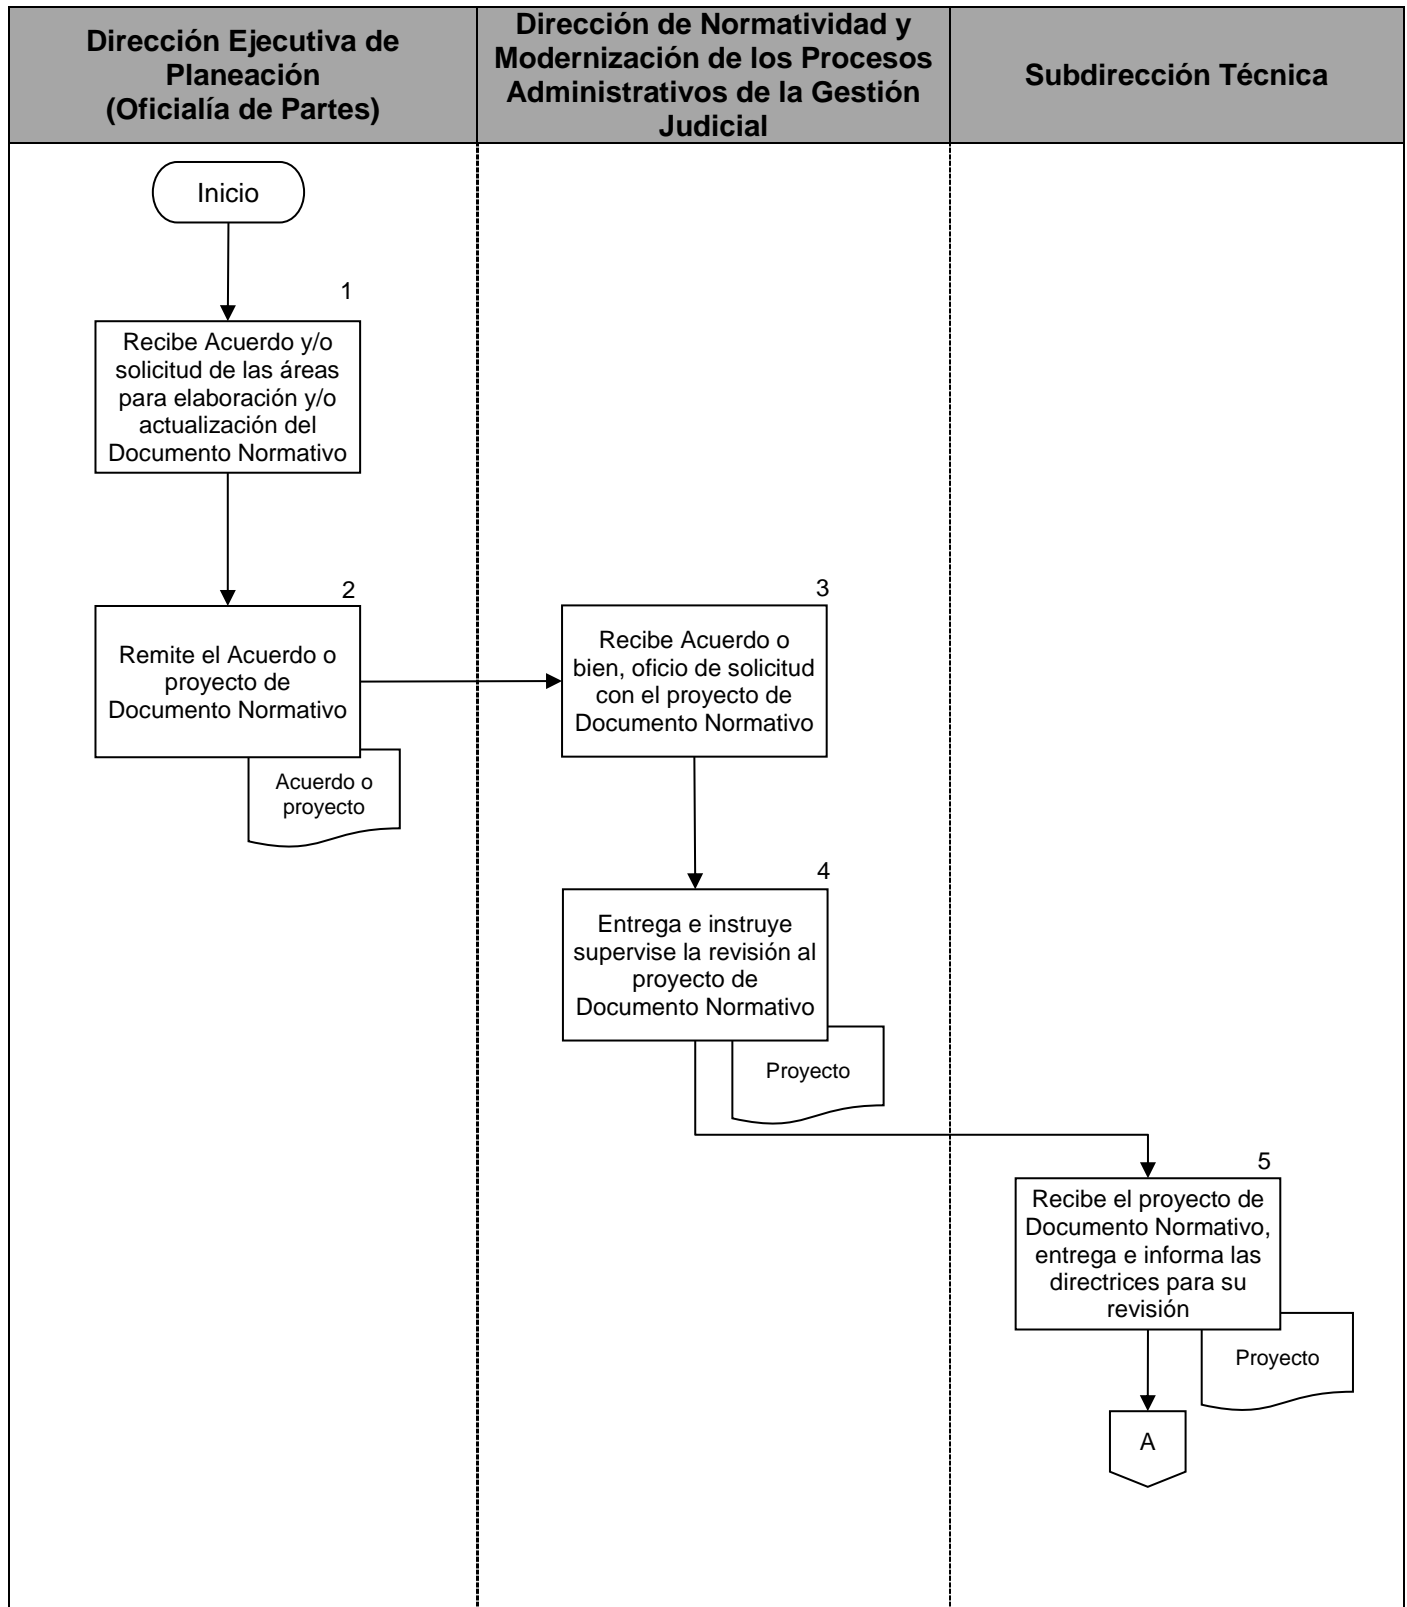 Dirección Ejecutiva de
Planeación
(Oficialía de Partes)
Dirección de Normatividad y
Modernización de los Procesos
Administrativos de la Gestión
Judicial
Subdirección Técnica
Inicio
1
Recibe Acuerdo y/o
solicitud de las áreas
para elaboración y/o
actualización del
Documento Normativo
2
Remite el Acuerdo o
proyecto de
Documento Normativo
Acuerdo o
proyecto
3
Recibe Acuerdo o
bien, oficio de solicitud
con el proyecto de
Documento Normativo
4
Entrega e instruye
supervise la revisión al
proyecto de
Documento Normativo
Proyecto
5
Recibe el proyecto de
Documento Normativo,
entrega e informa las
directrices para su
revisión
Proyecto
A